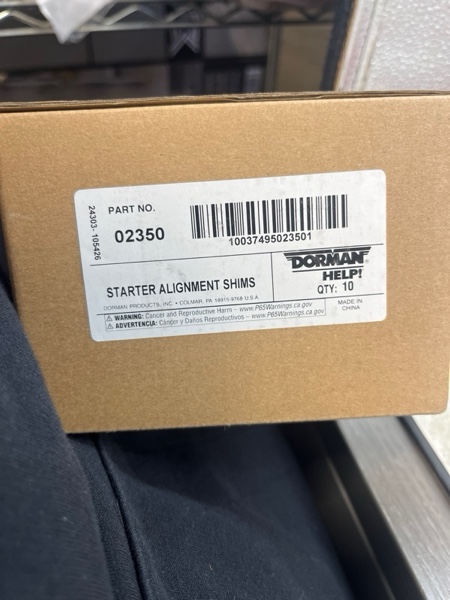 24303- 105426
PART NO.
02350
10037495023501
STARTER ALIGNMENT SHIMS
DORMAN PRODUCTS, INC. • COLMAR, PA 18915-9768 U.S.A.
⚠ WARNING: Cancer and Reproductive Harm – www.P65Warnings.ca.gov
⚠ ADVERTENCIA: Cáncer y Daños Reproductivos – www.P65Warnings.ca.gov
DORMAN
HELP!
QTY: 10
MADE IN
CHINA